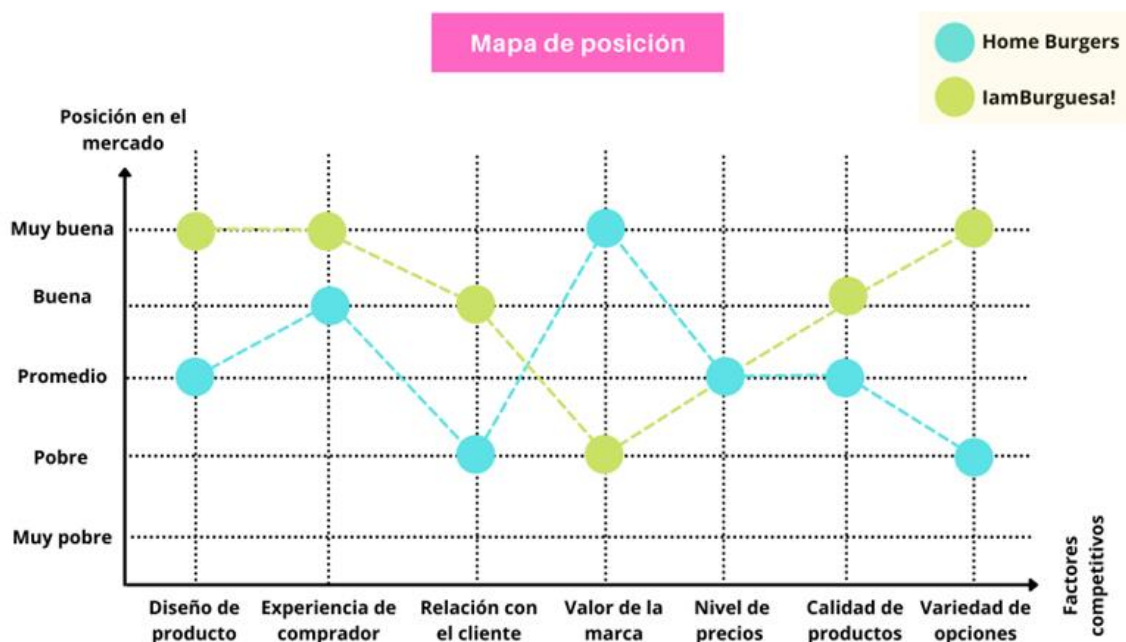 Mapa de posición
Home Burgers
IamBurguesa!
Posición en el
mercado
Muy buena
Buena
Promedio
Pobre
Muy pobre
Diseño de
producto
Experiencia de
comprador
Relación con
el cliente
Valor de la
marca
Nivel de
precios
Calidad de
productos
Variedad de
opciones
Factores
competitivos